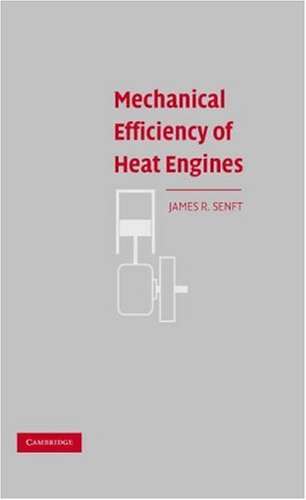 Mechanical
Efficiency of
Heat Engines
JAMES R. SENFT
CAMBRIDGE